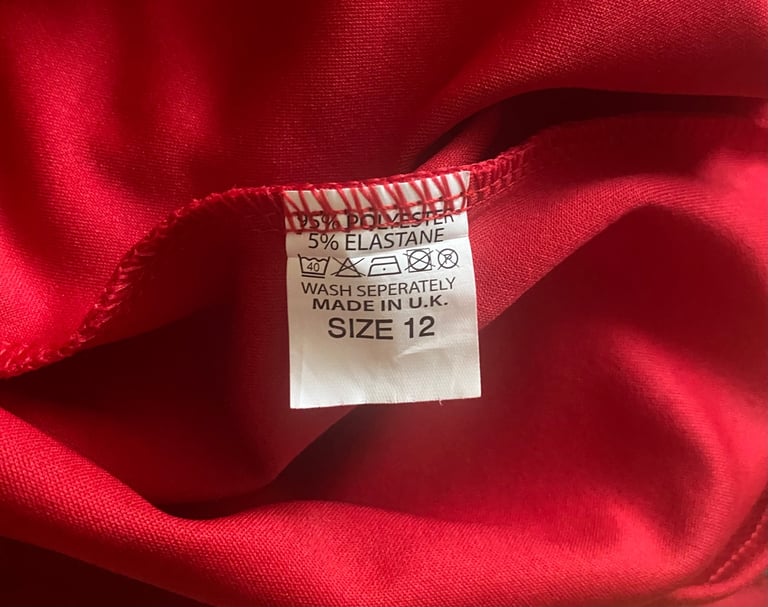 95% POLYESTER
5% ELASTANE
40 P
WASH SEPERATELY
MADE IN U.K.
SIZE 12